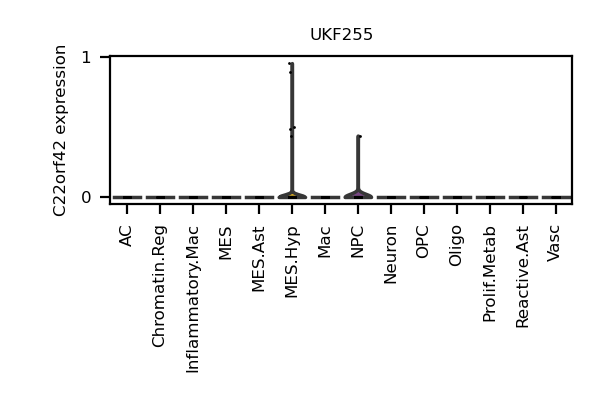 UKF255
C22orf42 expression
1
0
AC
Chromatin.Reg
Inflammatory.Mac
MES
MES.Ast
MES.Hyp
Mac
NPC
Neuron
OPC
Oligo
Prolif.Metab
Reactive.Ast
Vasc